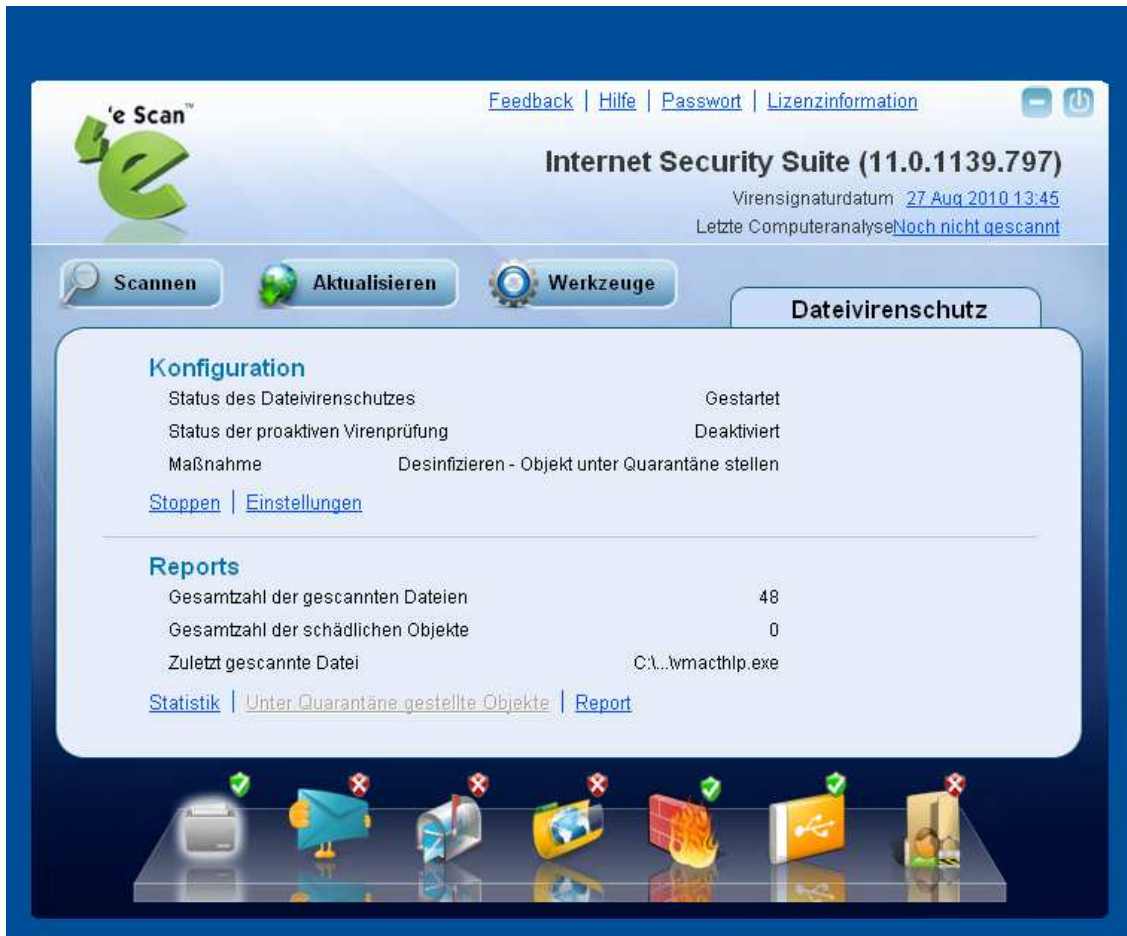 'e Scan™
Feedback | Hilfe | Passwort | Lizenzinformation
Internet Security Suite (11.0.1139.797)
Virensignaturdatum 27 Aug 2010 13:45
Letzte ComputeranalyseNoch nicht gescannt
Scannen Aktualisieren Werkzeuge
Dateivirenschutz
Konfiguration
Status des Dateivirenschutzes Gestartet
Status der proaktiven Virenprüfung Deaktiviert
Maßnahme Desinfizieren - Objekt unter Quarantäne stellen
Stoppen | Einstellungen
Reports
Gesamtzahl der gescannten Dateien 48
Gesamtzahl der schädlichen Objekte 0
Zuletzt gescannte Datei C:\...\vmacthlp.exe
Statistik | Unter Quarantäne gestellte Objekte | Report